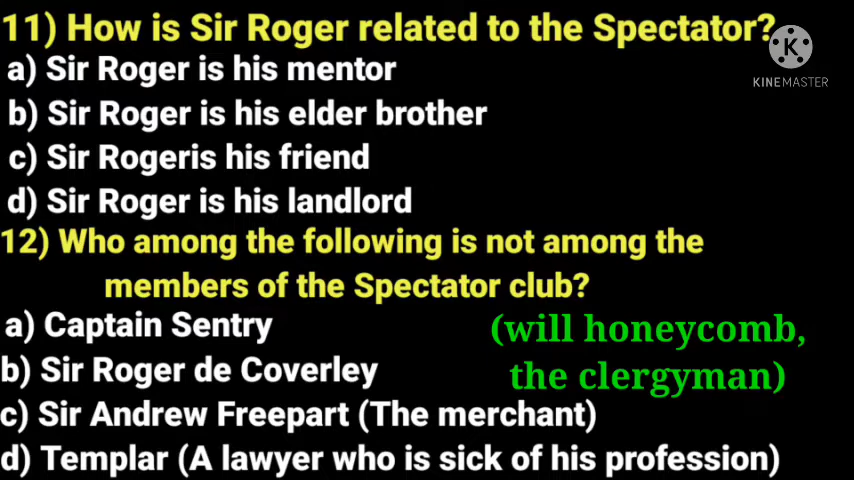 11) How is Sir Roger related to the Spectator?
a) Sir Roger is his mentor
b) Sir Roger is his elder brother
c) Sir Rogeris his friend
d) Sir Roger is his landlord
12) Who among the following is not among the
members of the Spectator club?
a) Captain Sentry
b) Sir Roger de Coverley
c) Sir Andrew Freepart (The merchant)
d) Templar (A lawyer who is sick of his profession)
(will honeycomb,
the clergyman)
K
KINEMASTER